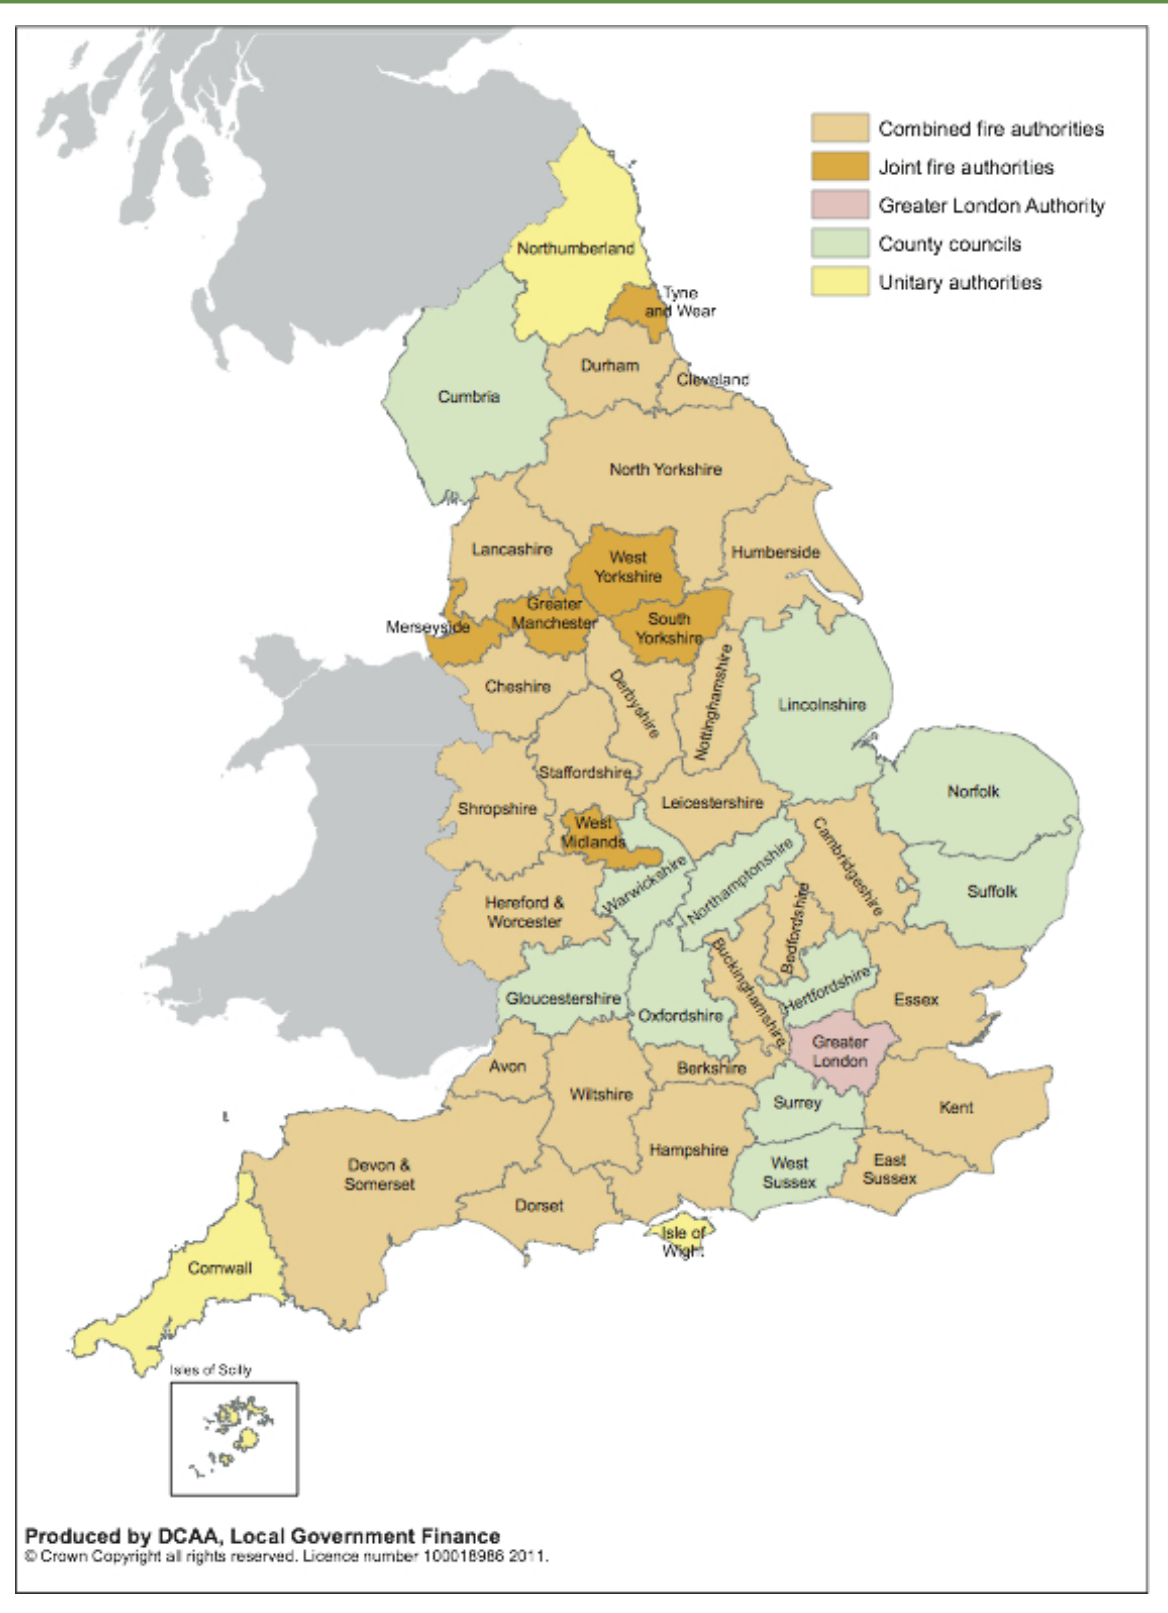 Combined fire authorities
Joint fire authorities
Greater London Authority
County councils
Unitary authorities
Northumberland
Tyne
and Wear
Durham
Cleveland
Cumbria
North Yorkshire
Lancashire
West
Yorkshire
Humberside
Merseyside
Greater
Manchester
South
Yorkshire
Cheshire
Derbyshire
Nottinghamshire
Lincolnshire
Staffordshire
Shropshire
Leicestershire
Norfolk
West
Midlands
Warwickshire
Northamptonshire
Cambridgeshire
Suffolk
Hereford &
Worcester
Bedfordshire
Buckinghamshire
Hertfordshire
Essex
Gloucestershire
Oxfordshire
Greater
London
Avon
Wiltshire
Berkshire
Surrey
Kent
Hampshire
Devon &
Somerset
West
Sussex
East
Sussex
Dorset
Isle of
Wight
Cornwall
Isles of Scilly
Produced by DCAA, Local Government Finance
© Crown Copyright all rights reserved. Licence number 100018986 2011.